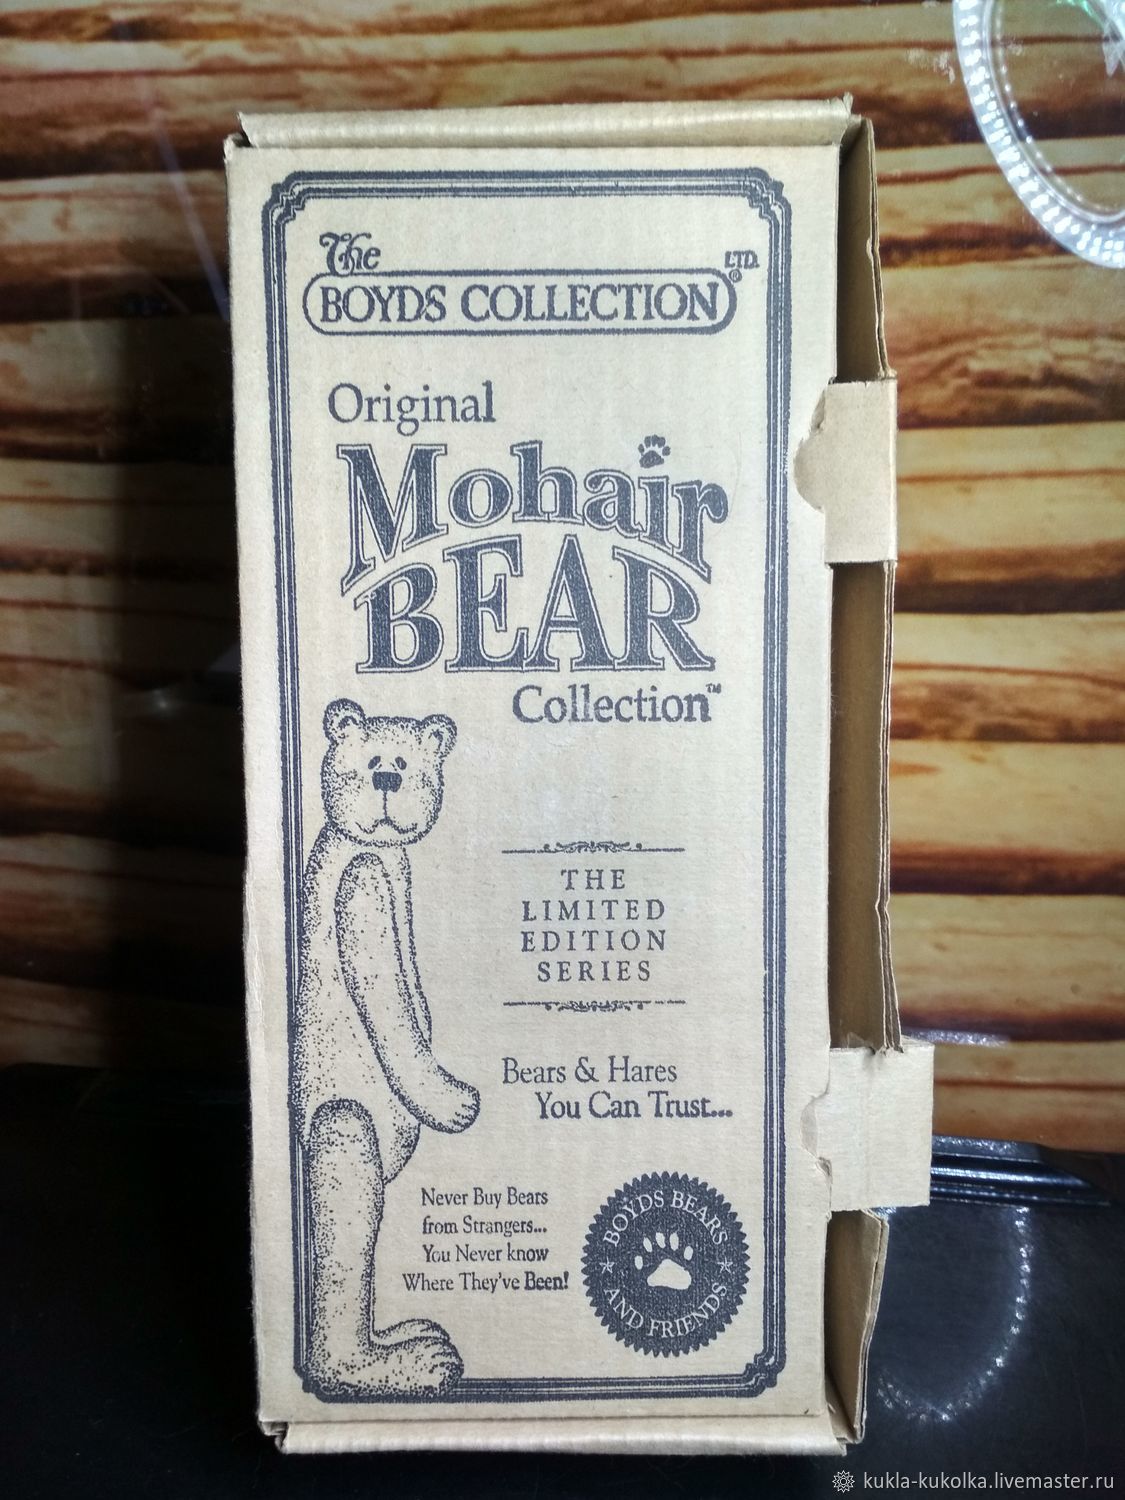 The
BOYDS COLLECTION LTD.®
Original
Mohair
BEAR
Collection™
THE
LIMITED
EDITION
SERIES
Bears & Hares
You Can Trust...
Never Buy Bears
from Strangers...
You Never know
Where They've Been!
BOYDS BEARS
AND FRIENDS
kukla-kukolka.livemaster.ru